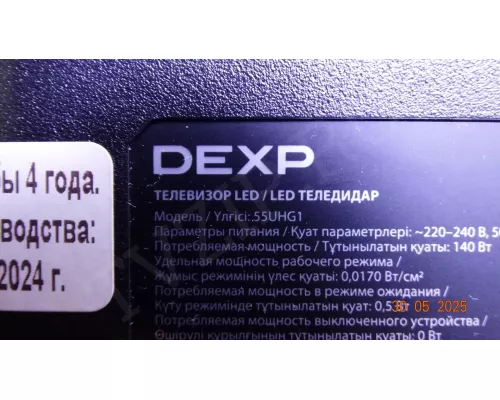 ы 4 года.
водства:
2024 г.
DEXP
ТЕЛЕВИЗОР LED / LED ТЕЛЕДИДАР
Модель / Үлгісі:.55UHG1
Параметры питания / Қуат параметрлері: ~220–240 В, 50
Потребляемая мощность / Тұтынылатын қуаты: 140 Вт
Удельная мощность рабочего режима /
Жұмыс режимінің үлес қуаты: 0,0170 Вт/см²
Потребляемая мощность в режиме ожидания /
Күту режимінде тұтынылатын қуат: 0,5 Вт
30 05 2025
Потребляемая мощность выключенного устройства /
Өшірулі құрылғының тұтынылатын қуаты: 0 Вт